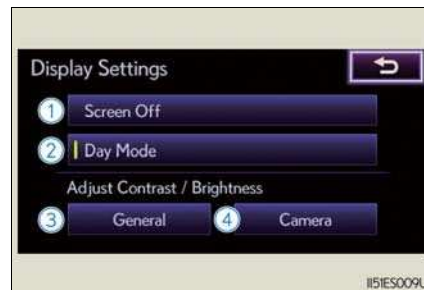 Display Settings
1 Screen Off
2 Day Mode
Adjust Contrast / Brightness
3 General 4 Camera
II51ES009U